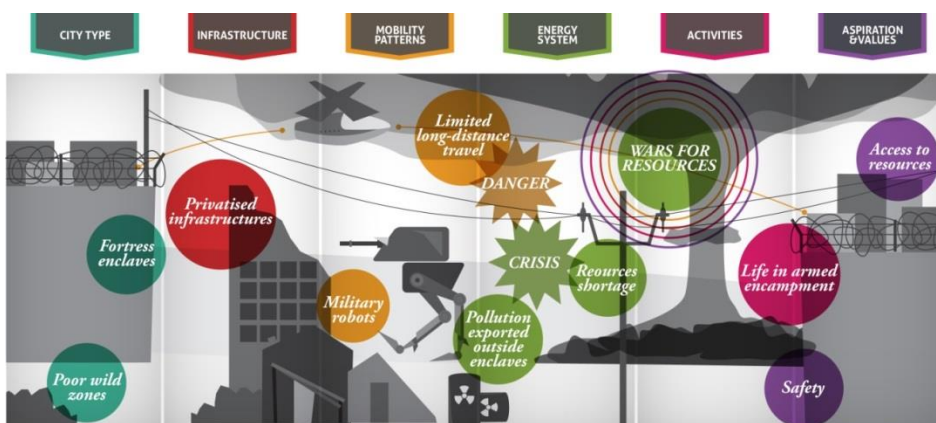 CITY TYPE
INFRASTRUCTURE
MOBILITY
PATTERNS
ENERGY
SYSTEM
ACTIVITIES
ASPIRATION
&VALUES
Limited
long-distance
travel
WARS FOR
RESOURCES
Access to
resources
DANGER
Privatised
infrastructures
Fortress
enclaves
CRISIS
Reources
shortage
Life in armed
encampment
Military
robots
Pollution
exported
outside
enclaves
Poor wild
zones
Safety